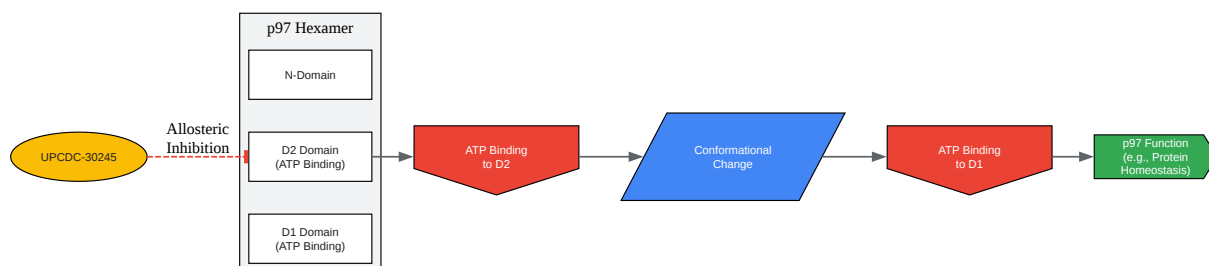 p97 Hexamer
N-Domain
Allosteric
Inhibition
UPCDC-30245
D2 Domain
(ATP Binding)
ATP Binding
to D2
Conformational
Change
ATP Binding
to D1
p97 Function
(e.g., Protein
Homeostasis)
D1 Domain
(ATP Binding)